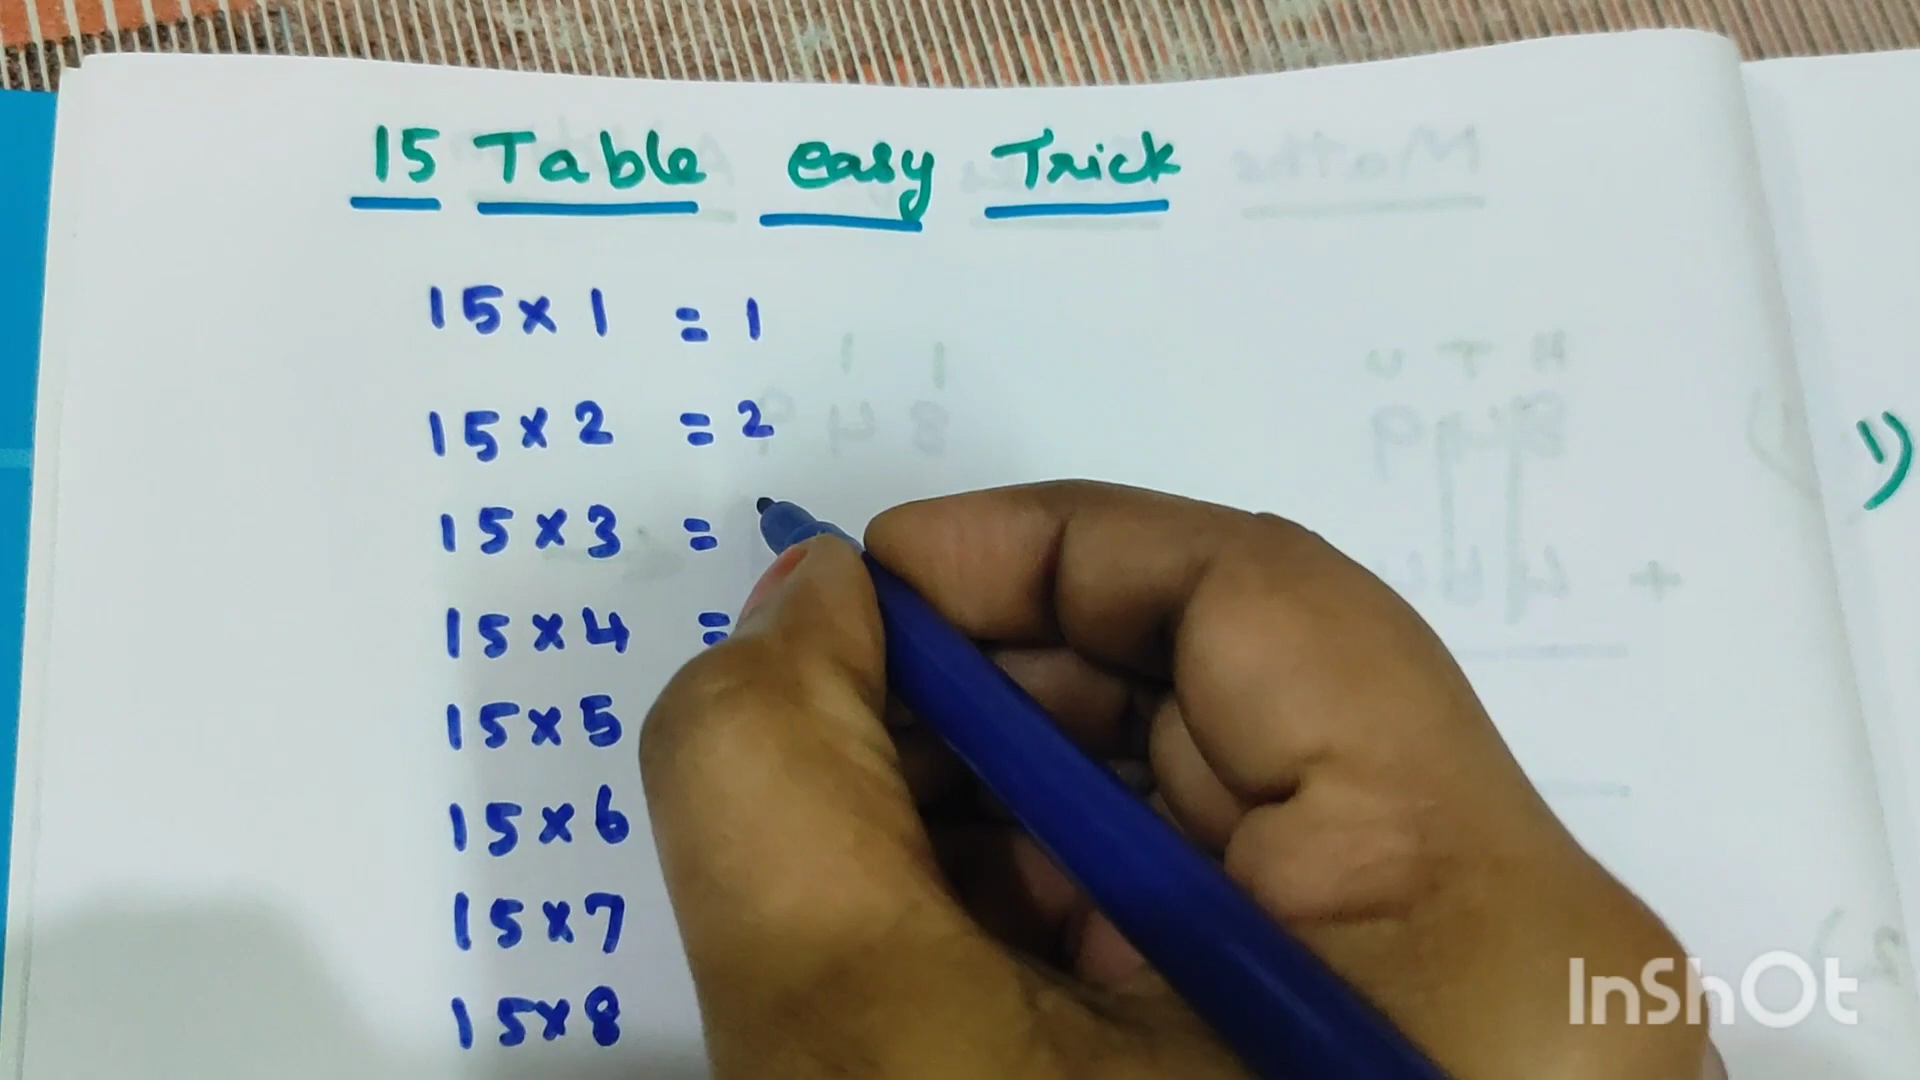 15 Table easy Trick
15 × 1 = 1
15 × 2 = 2
15 × 3 =
15 × 4 =
15 × 5
15 × 6
15 × 7
15 × 8
1)
InShOt